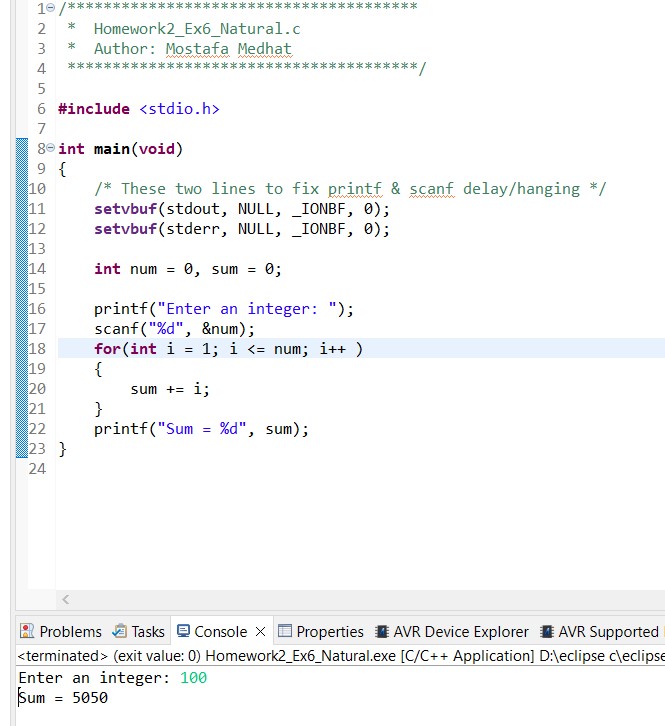 1 /***************************************
2 * Homework2_Ex6_Natural.c
3 * Author: Mostafa Medhat
4 ***************************************/
5
6 #include <stdio.h>
7
8 int main(void)
9 {
10 /* These two lines to fix printf & scanf delay/hanging */
11 setvbuf(stdout, NULL, _IONBF, 0);
12 setvbuf(stderr, NULL, _IONBF, 0);
13
14 int num = 0, sum = 0;
15
16 printf("Enter an integer: ");
17 scanf("%d", &num);
18 for(int i = 1; i <= num; i++ )
19 {
20 sum += i;
21 }
22 printf("Sum = %d", sum);
23 }
24
Problems Tasks Console Properties AVR Device Explorer AVR Supported
<terminated> (exit value: 0) Homework2_Ex6_Natural.exe [C/C++ Application] D:\eclipse c\eclipse
Enter an integer: 100
Sum = 5050